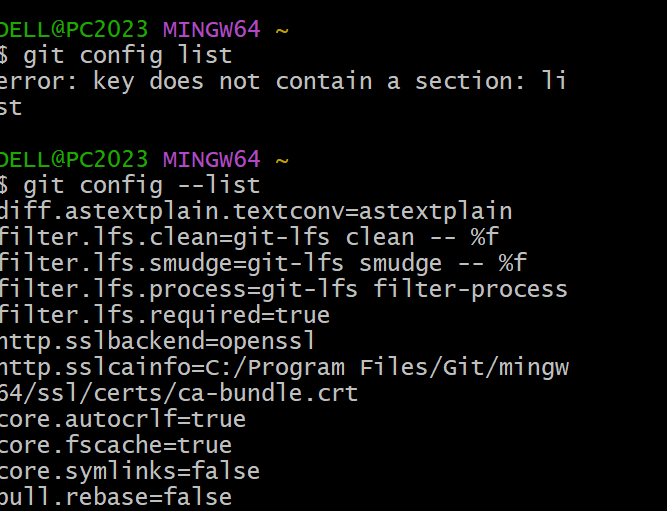 DELL@PC2023 MINGW64 ~
$ git config list
error: key does not contain a section: li
st
DELL@PC2023 MINGW64 ~
$ git config --list
diff.astextplain.textconv=astextplain
filter.lfs.clean=git-lfs clean -- %f
filter.lfs.smudge=git-lfs smudge -- %f
filter.lfs.process=git-lfs filter-process
filter.lfs.required=true
http.sslbackend=openssl
http.sslcainfo=C:/Program Files/Git/mingw
64/ssl/certs/ca-bundle.crt
core.autocrlf=true
core.fscache=true
core.symlinks=false
pull.rebase=false